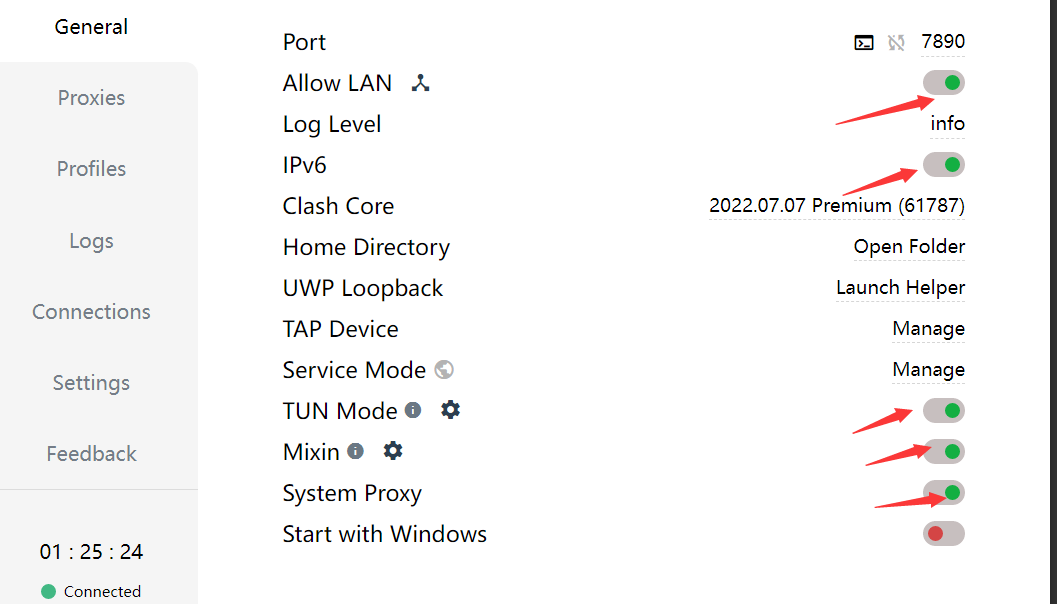 General
Proxies
Profiles
Logs
Connections
Settings
Feedback
01 : 25 : 24
Connected
Port 7890
Allow LAN
Log Level info
IPv6
Clash Core 2022.07.07 Premium (61787)
Home Directory Open Folder
UWP Loopback Launch Helper
TAP Device Manage
Service Mode Manage
TUN Mode
Mixin
System Proxy
Start with Windows